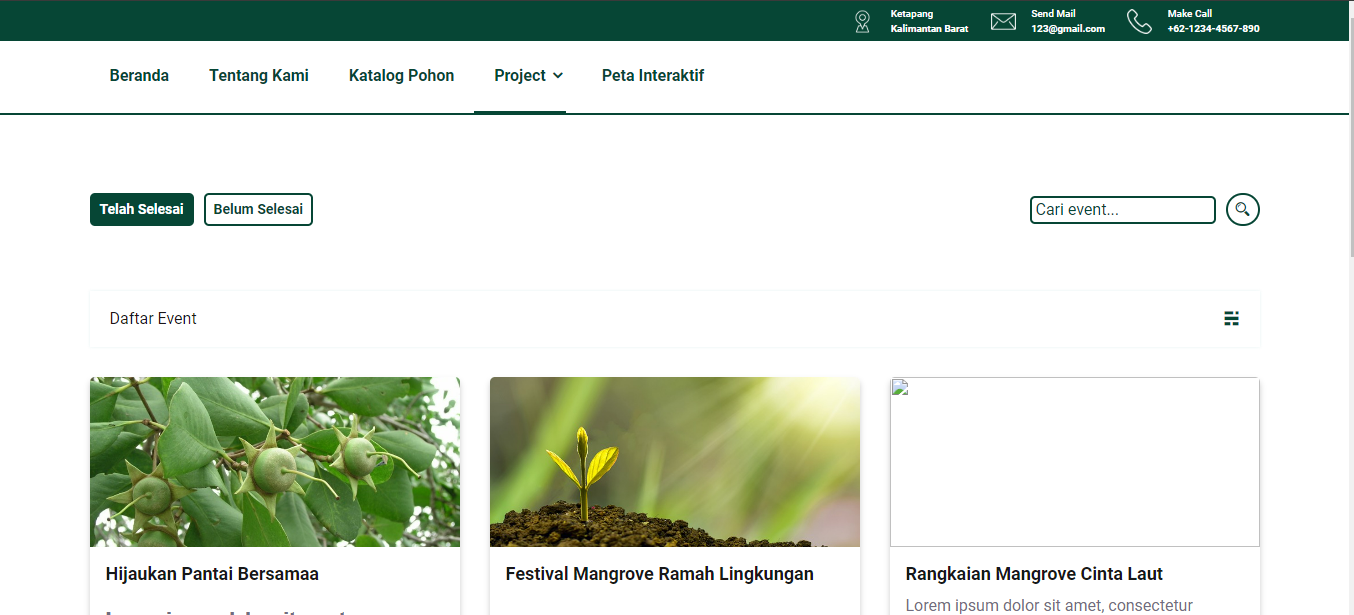 Ketapang
Kalimantan Barat
Send Mail
123@gmail.com
Make Call
+62-1234-4567-890
Beranda
Tentang Kami
Katalog Pohon
Project
Peta Interaktif
Telah Selesai
Belum Selesai
Cari event...
Daftar Event
Hijaukan Pantai Bersamaa
Festival Mangrove Ramah Lingkungan
Rangkaian Mangrove Cinta Laut
Lorem ipsum dolor sit amet, consectetur